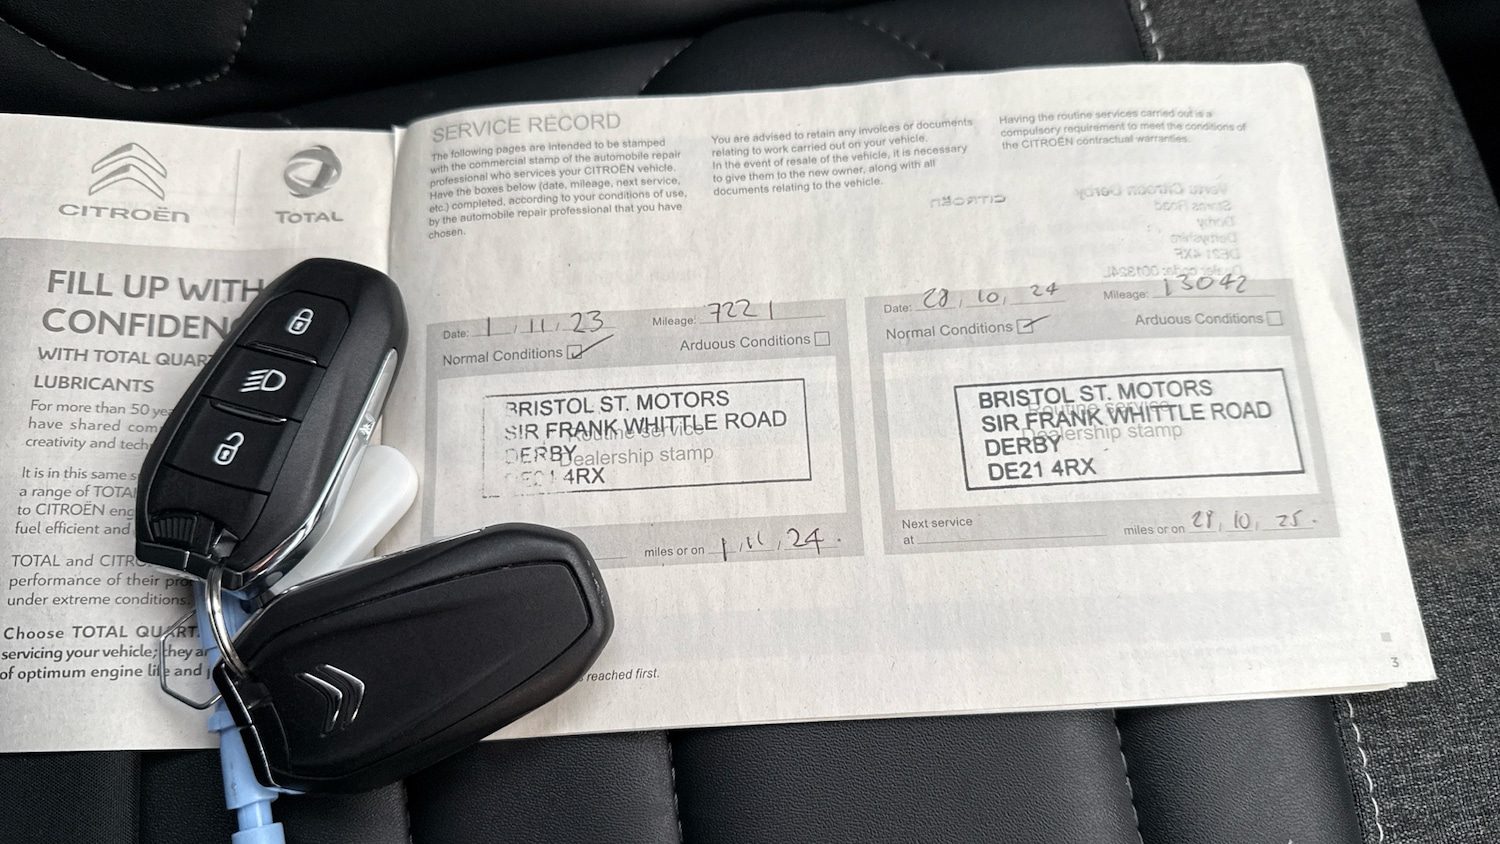 CITROËN
TOTAL
FILL UP WITH
CONFIDEN
WITH TOTAL QUAR
LUBRICANTS
For more than 50 yea
have shared com
creativity and tech
It is in this same s
a range of TOTA
to CITROËN eng
fuel efficient and
TOTAL and CITR
performance of their pro
under extreme conditions.
Choose TOTAL QUART
servicing your vehicle; they a
of optimum engine life and
SERVICE RECORD
The following pages are intended to be stamped
with the commercial stamp of the automobile repair
professional who services your CITROËN vehicle.
Have the boxes below (date, mileage, next service,
etc.) completed, according to your conditions of use,
by the automobile repair professional that you have
chosen.
You are advised to retain any invoices or documents
relating to work carried out on your vehicle.
In the event of resale of the vehicle, it is necessary
to give them to the new owner, along with all
documents relating to the vehicle.
Having the routine services carried out is a
compulsory requirement to meet the conditions of
the CITROËN contractual warranties.
Date: 1, 11, 23 Mileage: 7221
Normal Conditions Arduous Conditions
BRISTOL ST. MOTORS
SIR FRANK WHITTLE ROAD
Routine service
DERBY
Dealership stamp
4RX
miles or on 1, 11, 24.
reached first.
Date: 28, 10, 24 Mileage: 13042
Normal Conditions Arduous Conditions
BRISTOL ST. MOTORS
Routine service
SIR FRANK WHITTLE ROAD
Dealership stamp
DERBY
DE21 4RX
Next service
at miles or on 28, 10, 25.
3